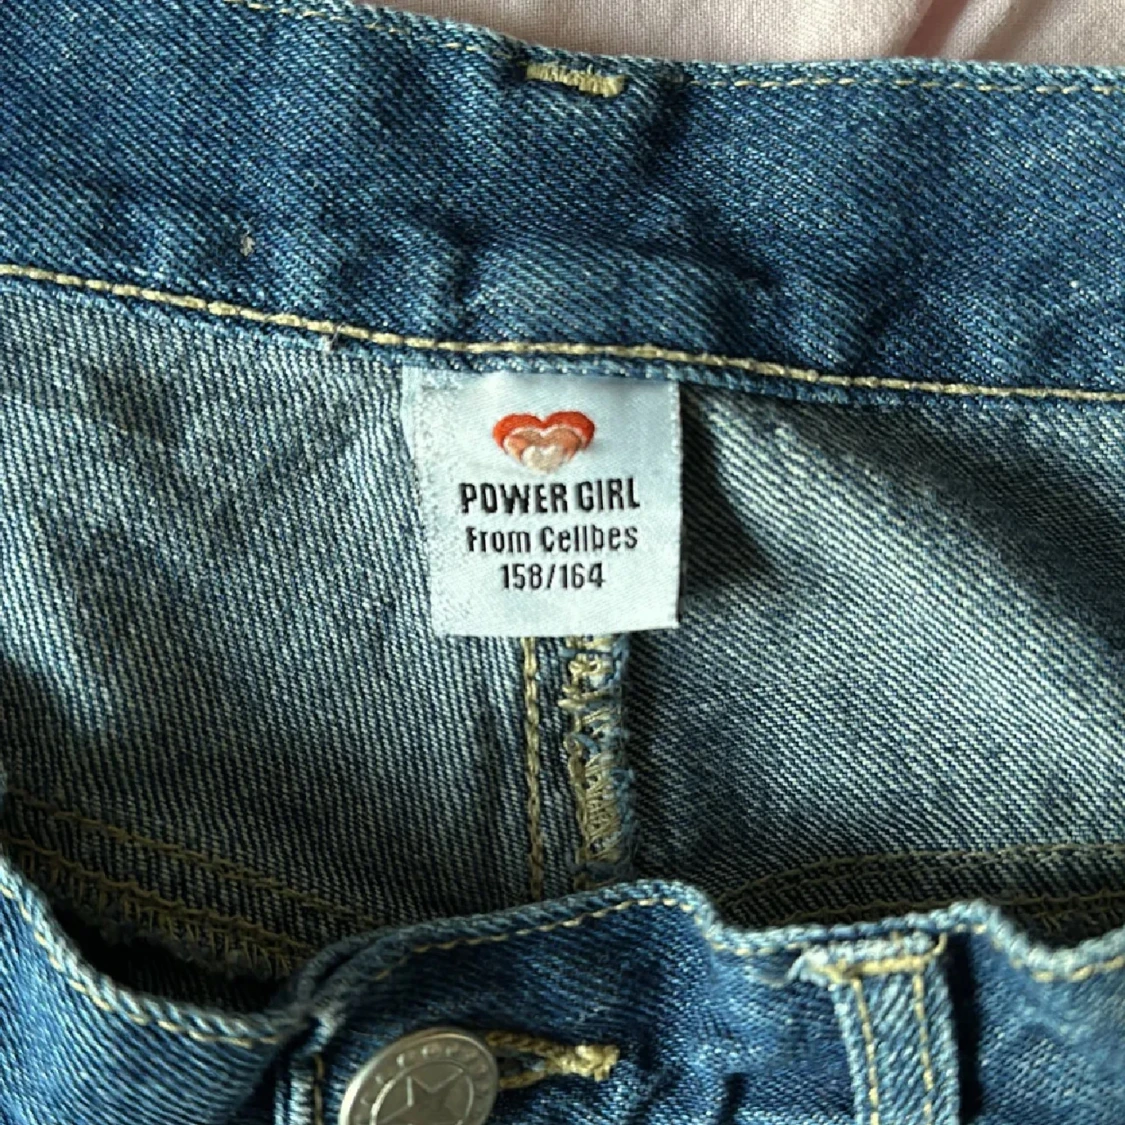 POWER GIRL
From Cellbes
158/164